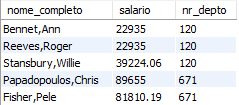 nome_completo salario nr_depto
Bennet,Ann 22935 120
Reeves,Roger 22935 120
Stansbury,Willie 39224.06 120
Papadopoulos,Chris 89655 671
Fisher,Pele 81810.19 671